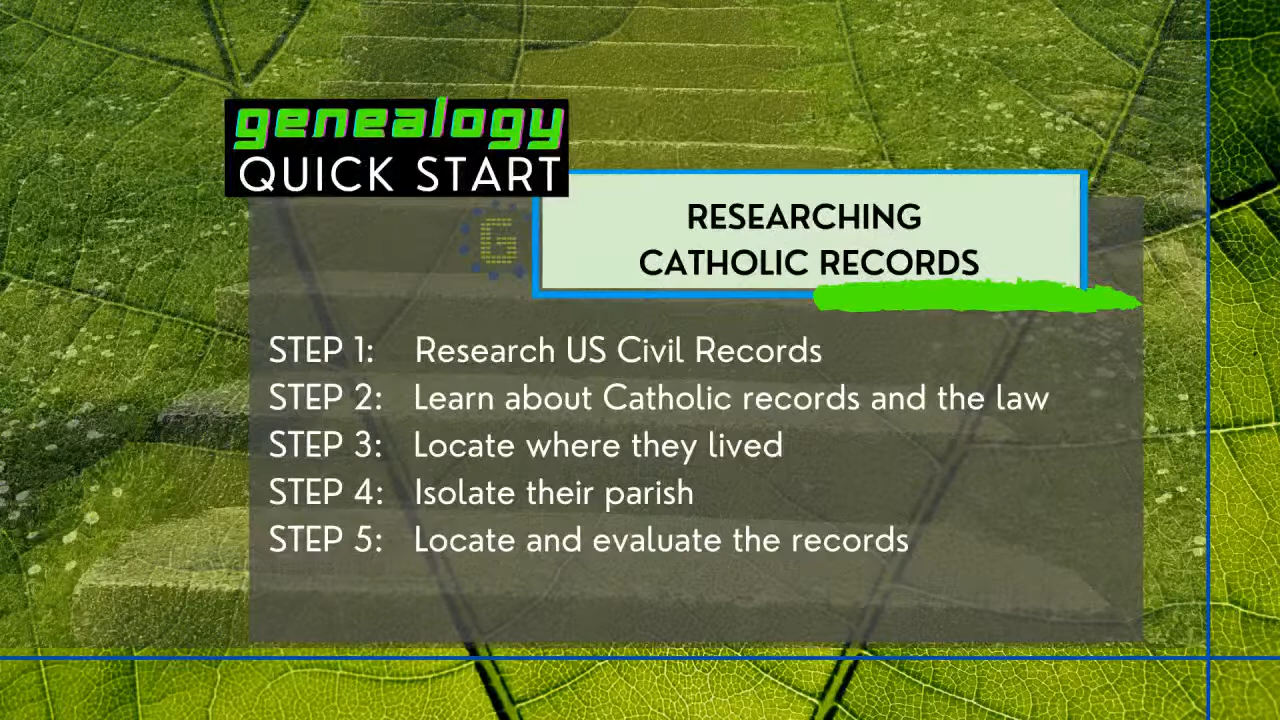 genealogy
QUICK START
G
RESEARCHING
CATHOLIC RECORDS
STEP 1: Research US Civil Records
STEP 2: Learn about Catholic records and the law
STEP 3: Locate where they lived
STEP 4: Isolate their parish
STEP 5: Locate and evaluate the records